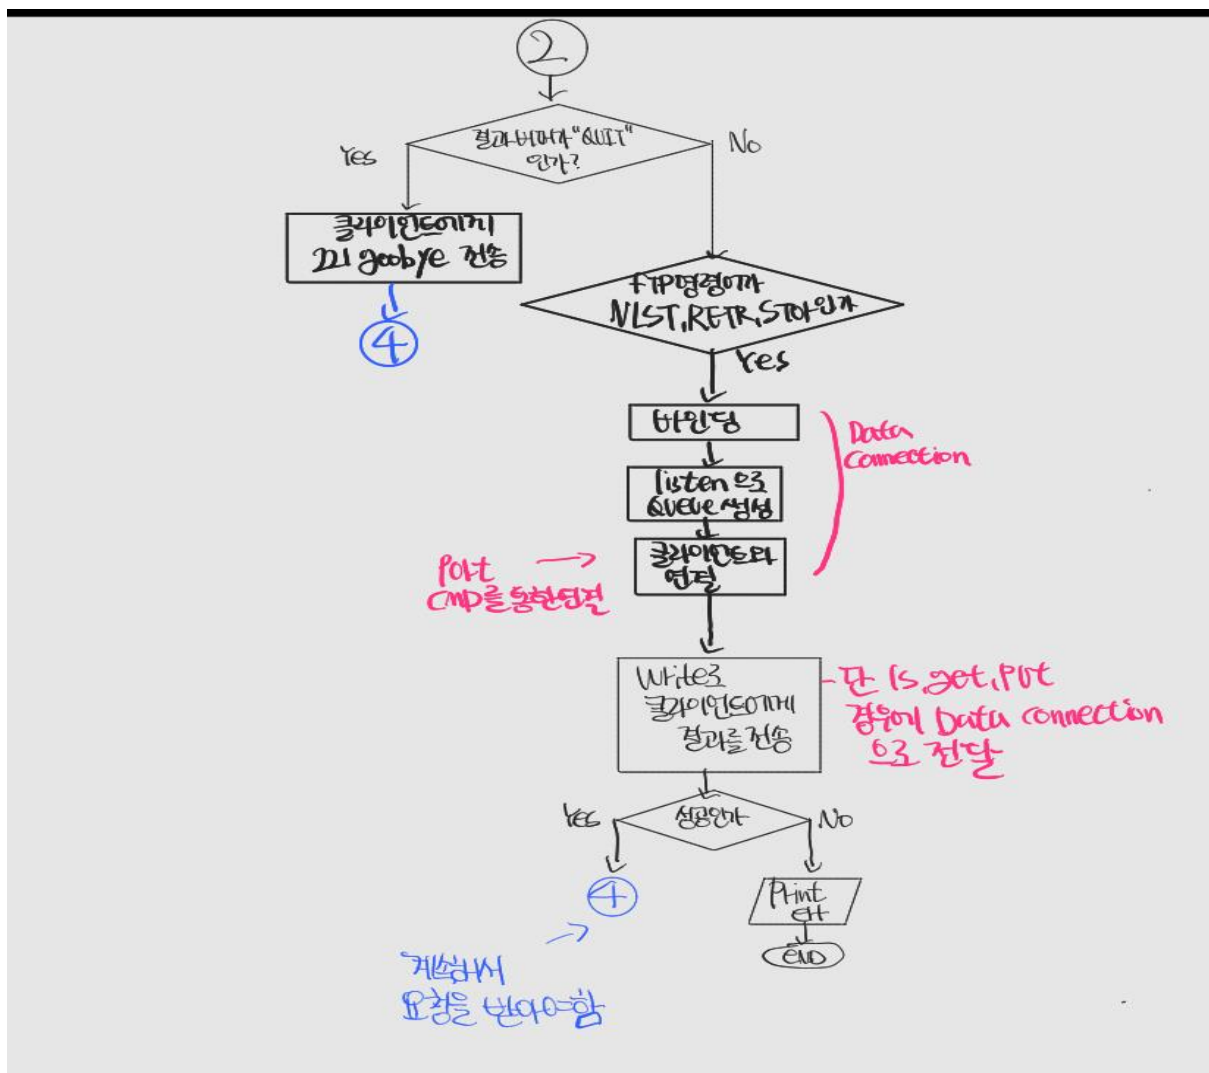 2
결과버퍼가 "QUIT"
인가?
Yes
No
클라이언트에게
221 goobye 전송
4
FTP명령어가
NLST, RETR, STOR인가
Yes
바인딩
Data
Connection
listen으로
Queue생성
클라이언트와
연결
Port
CMD를 통한연결
Write로
클라이언트에게
결과를 전송
-단 ls, get, Put
경우에 Data connection
으로 전달
성공인가
Yes
No
4
Print
err
END
계속해서
요청을 받아야함